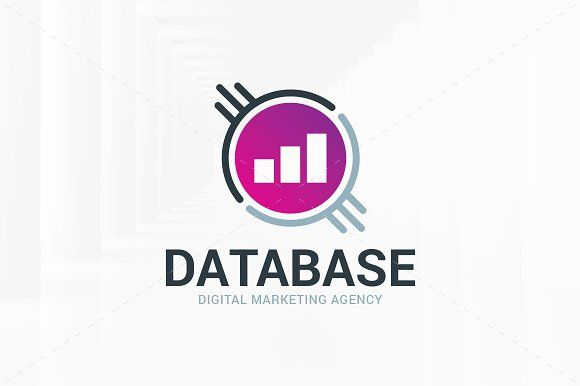 DATABASE
DIGITAL MARKETING AGENCY